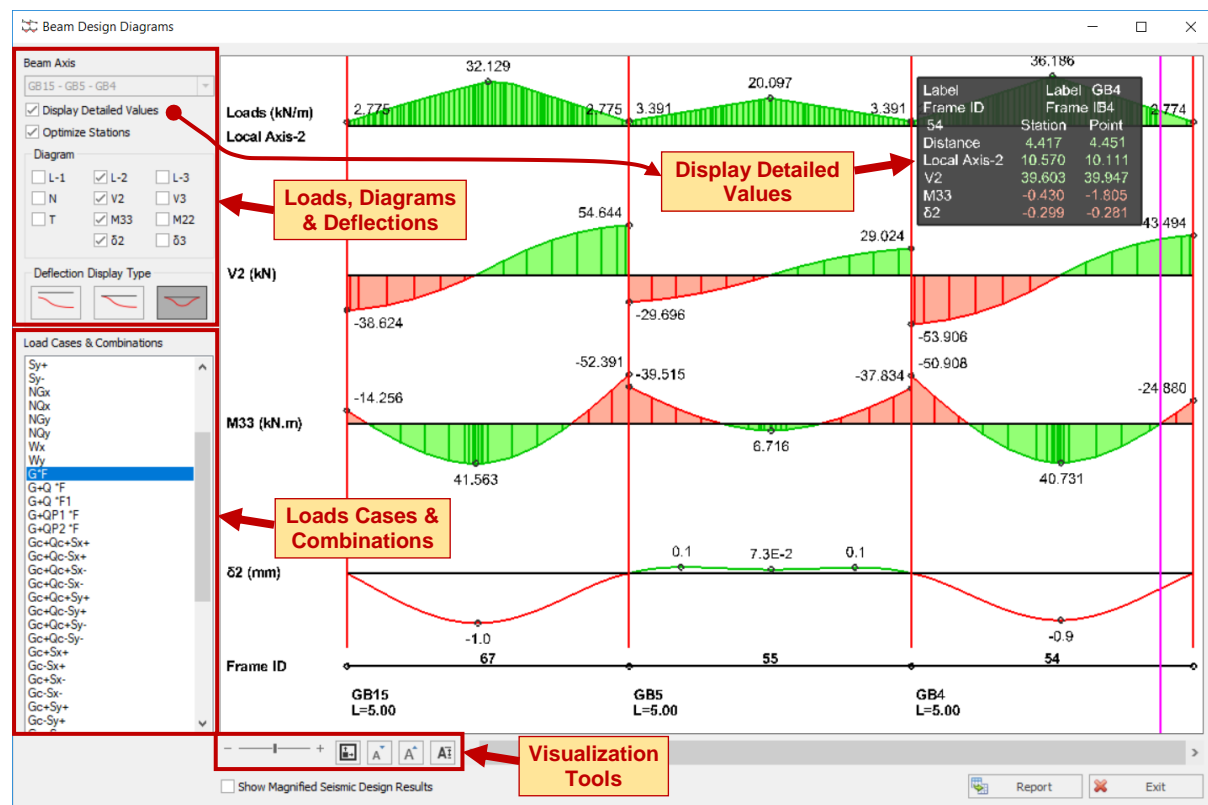 Beam Design Diagrams
Beam Axis
GB15 - GB5 - GB4
Display Detailed Values
Optimize Stations
Diagram
L-1 L-2 L-3
N V2 V3
T M33 M22
δ2 δ3
Deflection Display Type
Load Cases & Combinations
Sy+
Sy-
NGx
NQx
NGy
NQy
Wx
Wy
G*F
G+Q *F
G+Q *F1
G+QP1 *F
G+QP2 *F
Gc+Qc+Sx+
Gc+Qc-Sx+
Gc+Qc+Sx-
Gc+Qc-Sx-
Gc+Qc+Sy+
Gc+Qc-Sy+
Gc+Qc+Sy-
Gc+Qc-Sy-
Gc+Sx+
Gc-Sx+
Gc+Sx-
Gc-Sx-
Gc+Sy+
Gc-Sy+
Loads, Diagrams
& Deflections
Loads Cases &
Combinations
Display Detailed
Values
Visualization
Tools
Loads (kN/m)
Local Axis-2
2.775 32.129 2.775 3.391 20.097 3.391 36.186 2.774
Label Label GB4
Frame ID Frame IB4
54 Station Point
Distance 4.417 4.451
Local Axis-2 10.570 10.111
V2 39.603 39.947
M33 -0.430 -1.805
δ2 -0.299 -0.281
V2 (kN)
-38.624 54.644 -29.696 29.024 -53.906 43.494
M33 (kN.m)
-14.256 41.563 -52.391 -39.515 6.716 -37.834 -50.908 40.731 -24.880
δ2 (mm)
-1.0 0.1 7.3E-2 0.1 -0.9
Frame ID 67 55 54
GB15 GB5 GB4
L=5.00 L=5.00 L=5.00
- +
A A A
Show Magnified Seismic Design Results
Report Exit